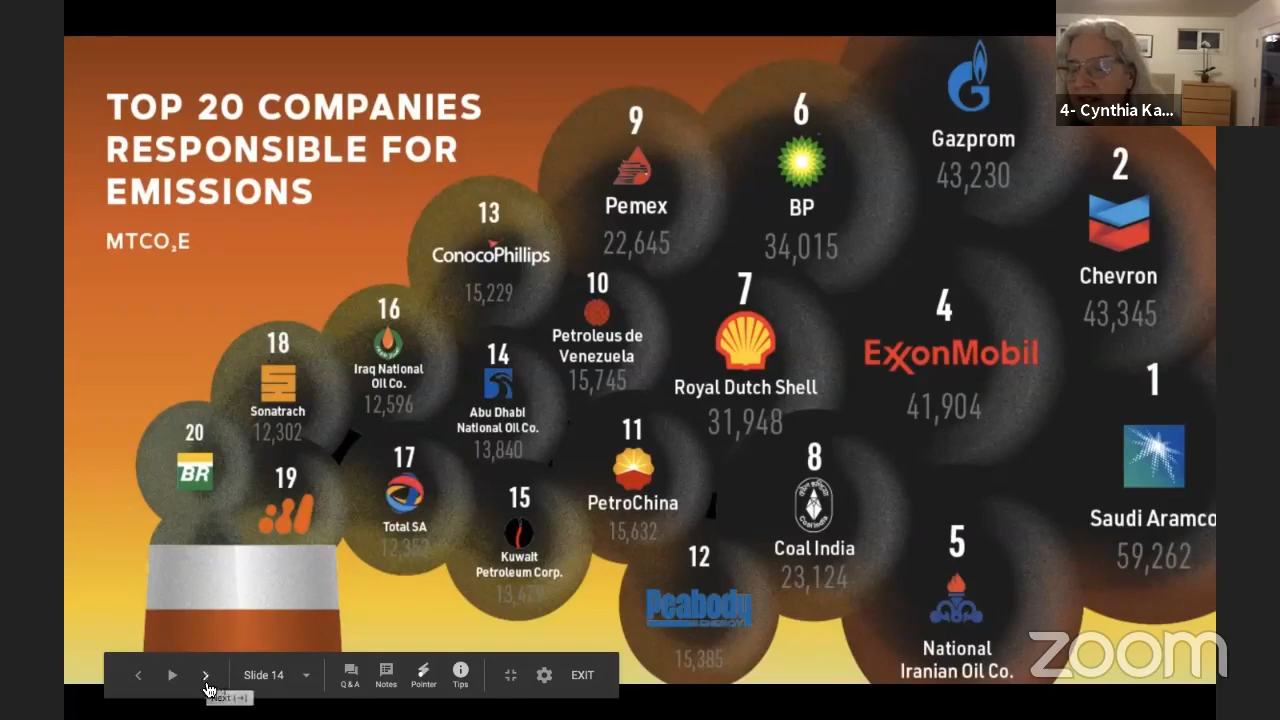 TOP 20 COMPANIES
RESPONSIBLE FOR
EMISSIONS
MTCO₂E
4- Cynthia Ka...
Gazprom
43,230
2
Chevron
43,345
1
Saudi Aramco
59,262
6
BP
34,015
9
Pemex
22,645
4
ExxonMobil
41,904
7
Royal Dutch Shell
31,948
10
Petroleus de
Venezuela
15,745
13
ConocoPhillips
15,229
16
Iraq National
Oil Co.
12,596
14
Abu Dhabi
National Oil Co.
13,840
18
Sonatrach
12,302
20
BR
19
17
Total SA
12,352
15
Kuwait
Petroleum Corp.
11
PetroChina
15,632
8
Coal India
23,124
12
Peabody
ENERGY
15,385
5
National
Iranian Oil Co.
Slide 14
Q & A
Notes
Pointer
Tips
EXIT
Next (→)
zoom